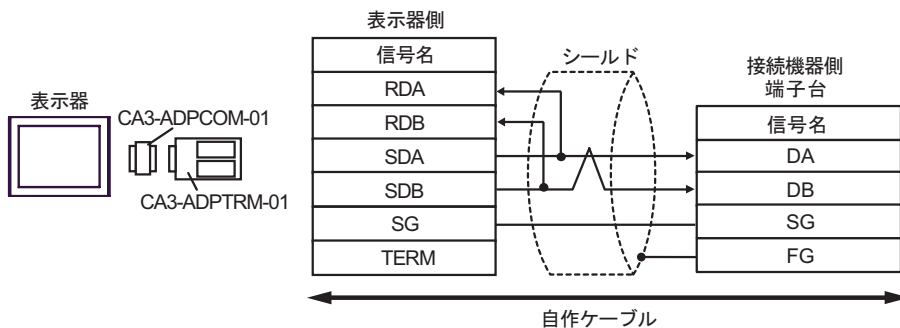 表示器
CA3-ADPCOM-01
CA3-ADPTRM-01
表示器側
信号名
RDA
RDB
SDA
SDB
SG
TERM
シールド
接続機器側
端子台
信号名
DA
DB
SG
FG
自作ケーブル